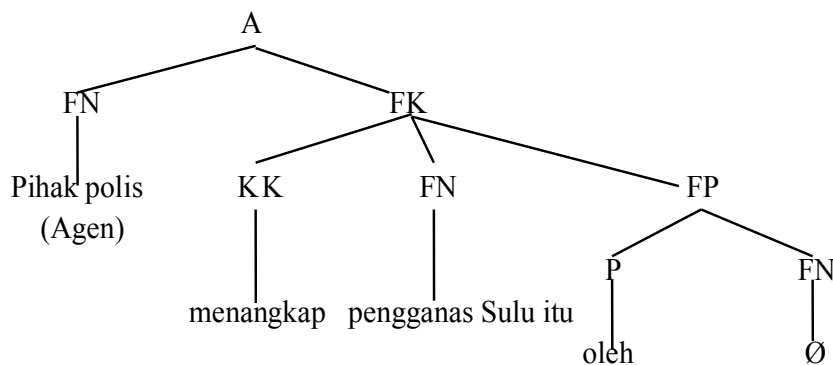 A
FN FK
Pihak polis KK FN FP
(Agen)
P FN
menangkap pengganas Sulu itu
oleh Ø